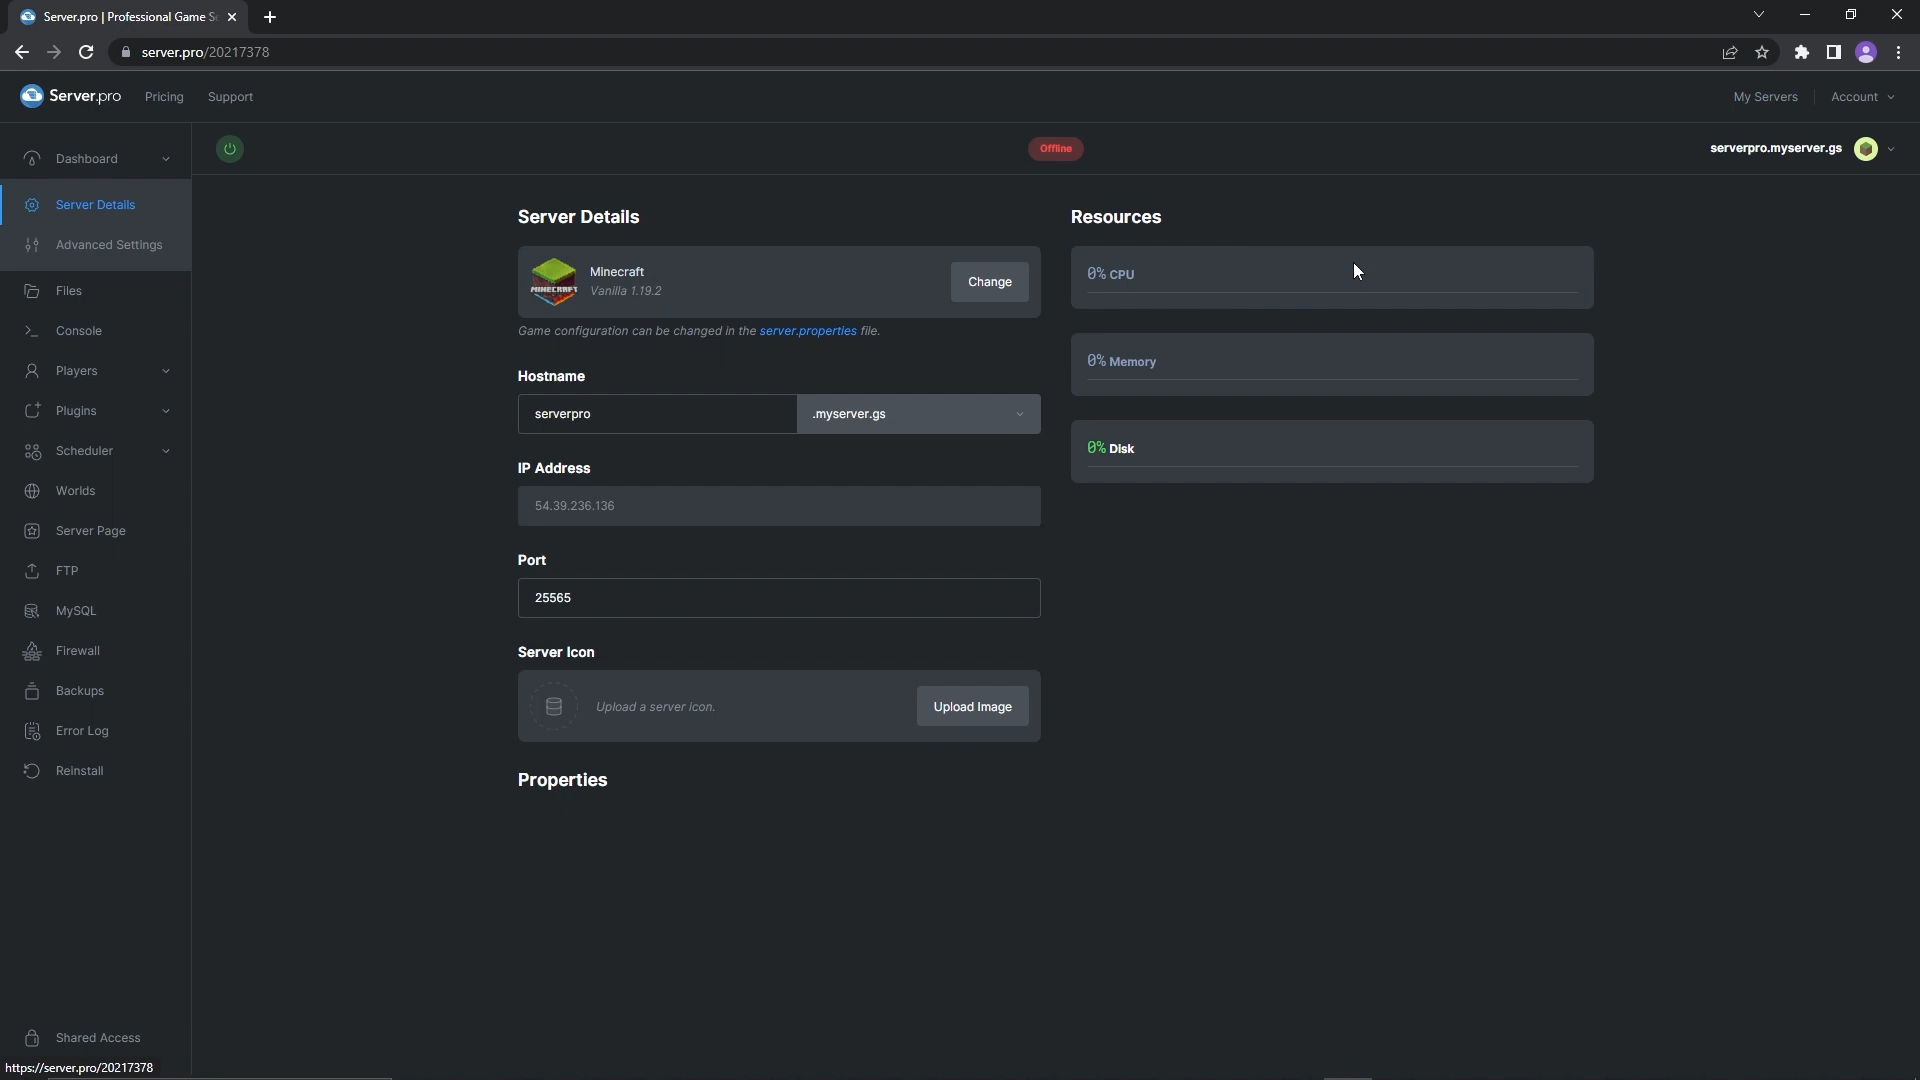 Server.pro | Professional Game S
server.pro/20217378
Server.pro
Pricing
Support
My Servers
Account
Dashboard
Offline
serverpro.myserver.gs
Server Details
Advanced Settings
Files
Console
Players
Plugins
Scheduler
Worlds
Server Page
FTP
MySQL
Firewall
Backups
Error Log
Reinstall
Shared Access
https://server.pro/20217378
Server Details
MINECRAFT
Minecraft
Vanilla 1.19.2
Change
Game configuration can be changed in the server.properties file.
Hostname
serverpro
.myserver.gs
IP Address
54.39.236.136
Port
25565
Server Icon
Upload a server icon.
Upload Image
Properties
Resources
0% CPU
0% Memory
0% Disk